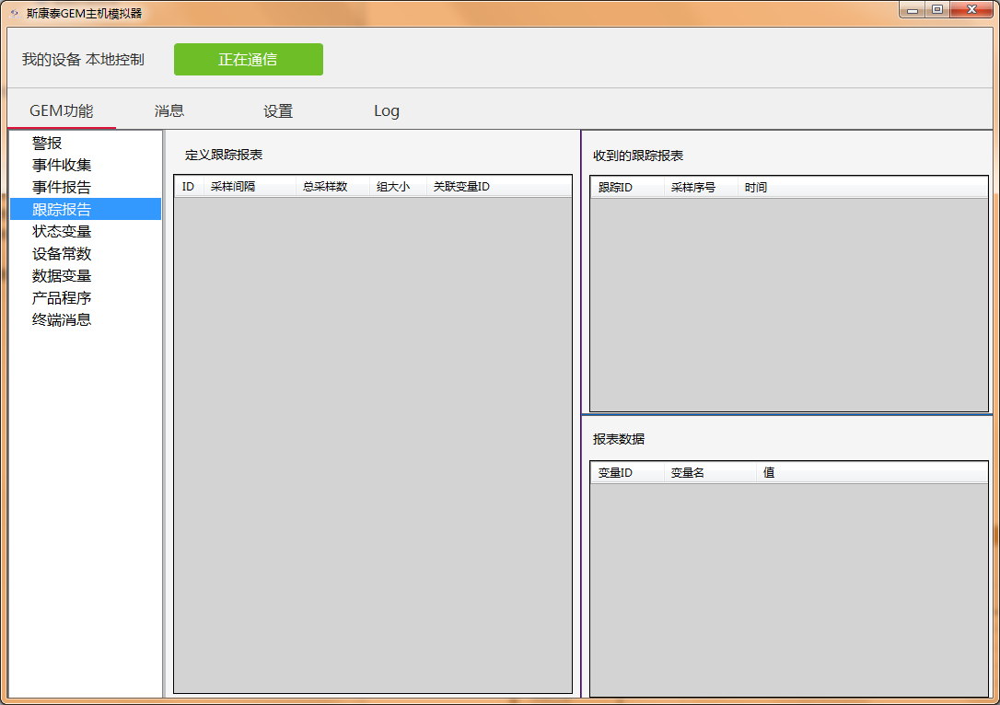 斯康泰GEM主机模拟器
我的设备 本地控制
正在通信
GEM功能 消息 设置 Log
警报
事件收集
事件报告
跟踪报告
状态变量
设备常数
数据变量
产品程序
终端消息
定义跟踪报表
ID 采样间隔 总采样数 组大小 关联变量ID
收到的跟踪报表
跟踪ID 采样序号 时间
报表数据
变量ID 变量名 值